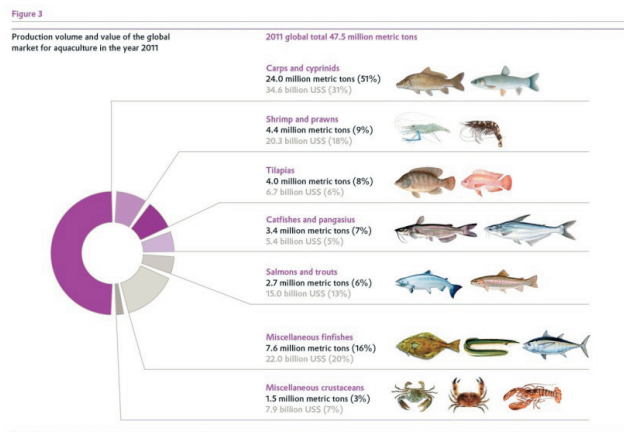 Figure 3
Production volume and value of the global
market for aquaculture in the year 2011
2011 global total 47.5 million metric tons
Carps and cyprinids
24.0 million metric tons (51%)
34.6 billion US$ (31%)
Shrimp and prawns
4.4 million metric tons (9%)
20.3 billion US$ (18%)
Tilapias
4.0 million metric tons (8%)
6.7 billion US$ (6%)
Catfishes and pangasius
3.4 million metric tons (7%)
5.4 billion US$ (5%)
Salmons and trouts
2.7 million metric tons (6%)
15.0 billion US$ (13%)
Miscellaneous finfishes
7.6 million metric tons (16%)
22.0 billion US$ (20%)
Miscellaneous crustaceans
1.5 million metric tons (3%)
7.9 billion US$ (7%)